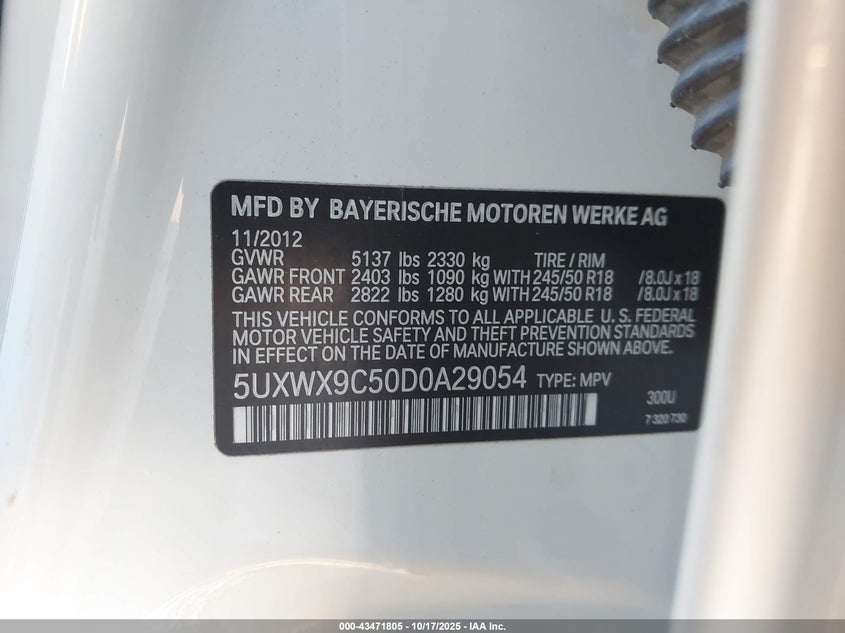 MFD BY BAYERISCHE MOTOREN WERKE AG
11/2012
GVWR 5137 lbs 2330 kg TIRE / RIM
GAWR FRONT 2403 lbs 1090 kg WITH 245/50 R18 /8.0J x 18
GAWR REAR 2822 lbs 1280 kg WITH 245/50 R18 /8.0J x 18
THIS VEHICLE CONFORMS TO ALL APPLICABLE U. S. FEDERAL
MOTOR VEHICLE SAFETY AND THEFT PREVENTION STANDARDS
IN EFFECT ON THE DATE OF MANUFACTURE SHOWN ABOVE.
5UXWX9C50D0A29054 TYPE: MPV
300U
7 320 730
000-43471805 - 10/17/2025 - IAA Inc.